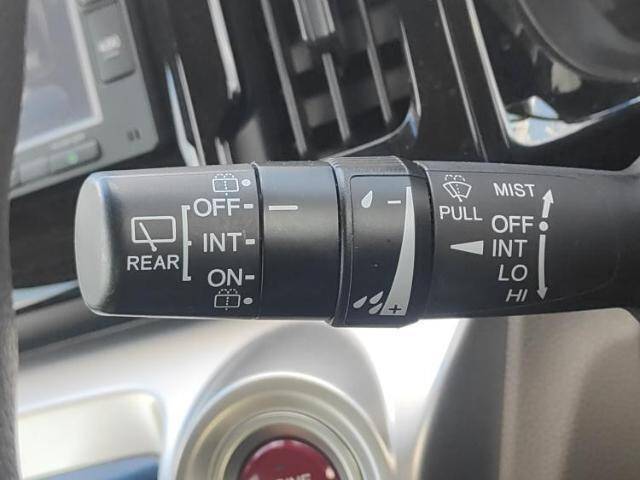 OFF
INT
ON
REAR
−
+
PULL
MIST
OFF
INT
LO
HI